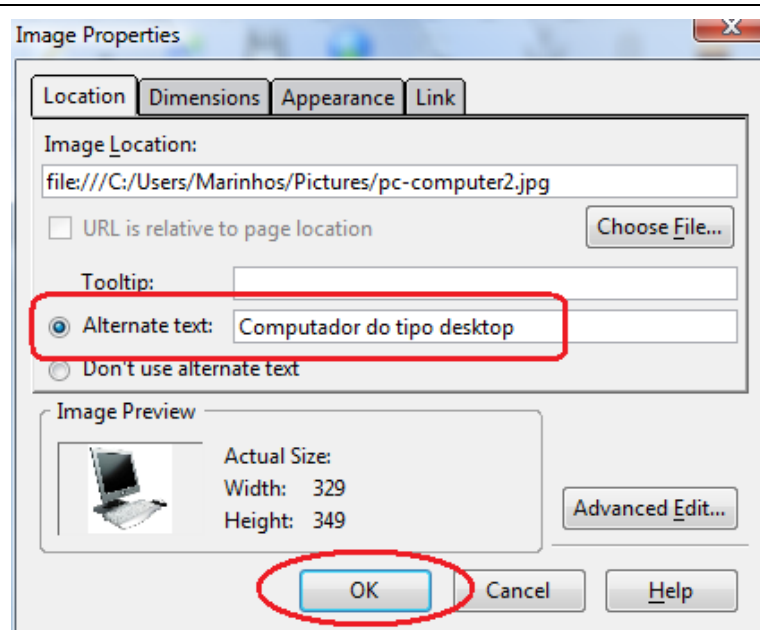 Image Properties
Location Dimensions Appearance Link
Image Location:
file:///C:/Users/Marinhos/Pictures/pc-computer2.jpg
URL is relative to page location
Choose File...
Tooltip:
Alternate text: Computador do tipo desktop
Don't use alternate text
Image Preview
Actual Size:
Width: 329
Height: 349
Advanced Edit...
OK Cancel Help